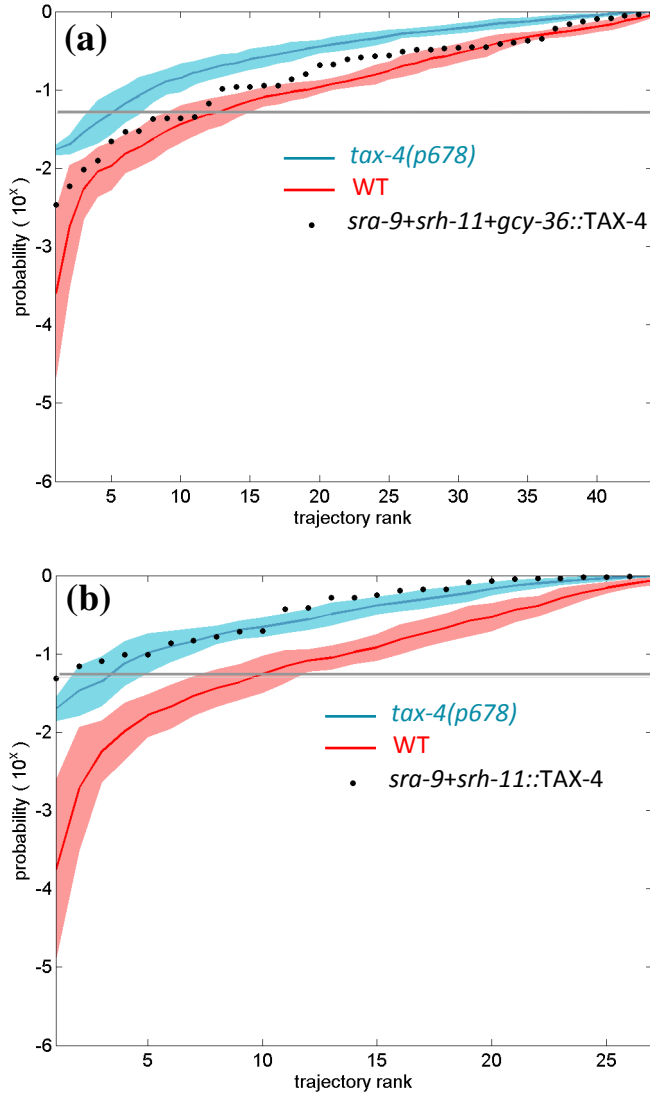 (a)
0
-1
-2
-3
-4
-5
-6
probability ( 10^x )
tax-4(p678)
WT
sra-9+srh-11+gcy-36::TAX-4
5 10 15 20 25 30 35 40
trajectory rank
(b)
0
-1
-2
-3
-4
-5
-6
probability ( 10^x )
tax-4(p678)
WT
sra-9+srh-11::TAX-4
5 10 15 20 25
trajectory rank